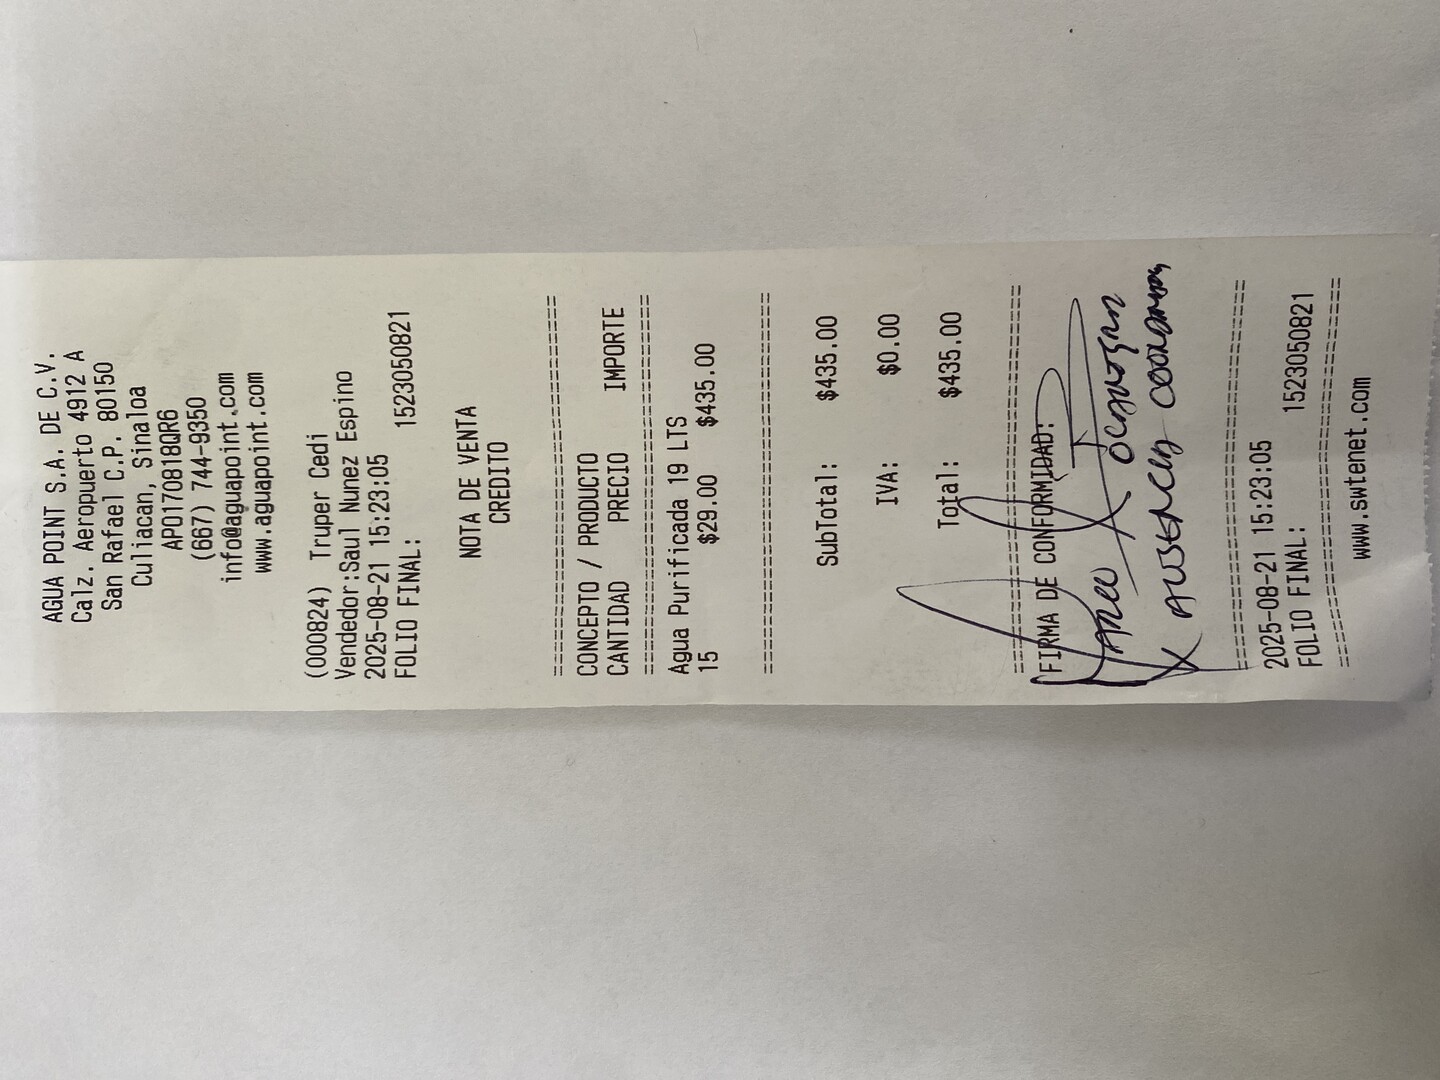 AGUA POINT S.A. DE C.V.
Calz. Aeropuerto 4912 A
San Rafael C.P. 80150
Culiacan, Sinaloa
APO170818QR6
(667) 744-9350
info@aguapoint.com
www.aguapoint.com
(000824) Truper Cedi
Vendedor:Saul Nunez Espino
2025-08-21 15:23:05
FOLIO FINAL: 1523050821
NOTA DE VENTA
CREDITO
==============================
CONCEPTO / PRODUCTO
CANTIDAD PRECIO IMPORTE
==============================
Agua Purificada 19 LTS
15 $29.00 $435.00
==============================
SubTotal: $435.00
IVA: $0.00
Total: $435.00
==============================
FIRMA DE CONFORMIDAD:
X AUSENCIA
==============================
2025-08-21 15:23:05
FOLIO FINAL: 1523050821
==============================
www.swtenet.com